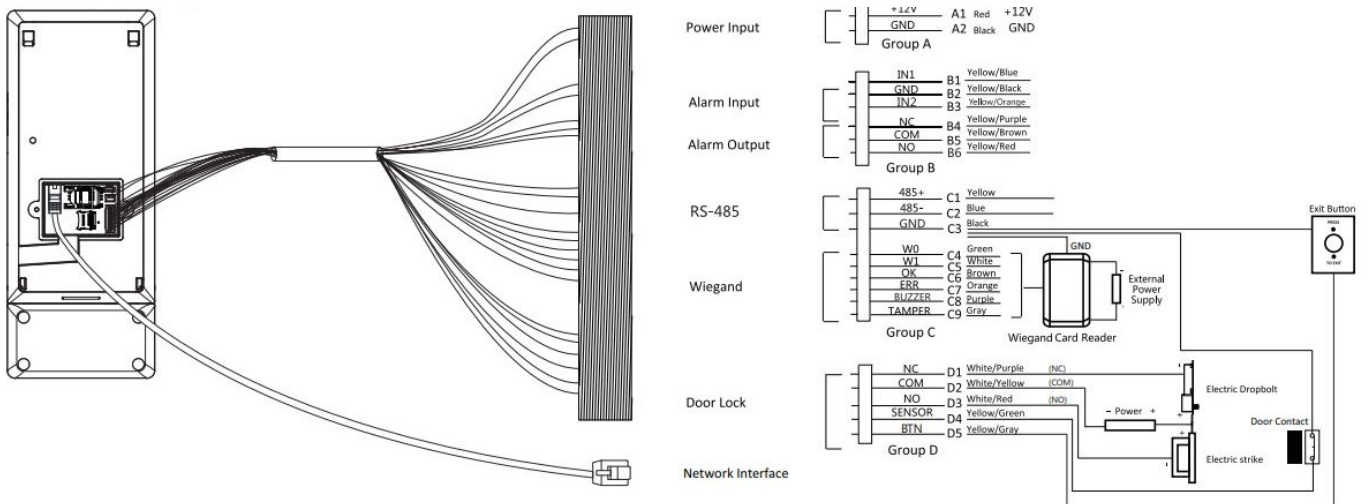 Power Input
+12V A1 Red +12V
GND A2 Black GND
Group A
Alarm Input
IN1 B1 Yellow/Blue
GND B2 Yellow/Black
IN2 B3 Yellow/Orange
Alarm Output
NC B4 Yellow/Purple
COM B5 Yellow/Brown
NO B6 Yellow/Red
Group B
RS-485
485+ C1 Yellow
485- C2 Blue
GND C3 Black
Wiegand
W0 C4 Green
W1 C5 White
OK C6 Brown
ERR C7 Orange
BUZZER C8 Purple
TAMPER C9 Gray
Group C
GND
External
Power
Supply
Wiegand Card Reader
Exit Button
PRESS
TO EXIT
Door Lock
NC D1 White/Purple (NC)
COM D2 White/Yellow (COM)
NO D3 White/Red (NO)
SENSOR D4 Yellow/Green
BTN D5 Yellow/Gray
Group D
- Power +
Electric Dropbolt
Electric strike
Door Contact
Network Interface